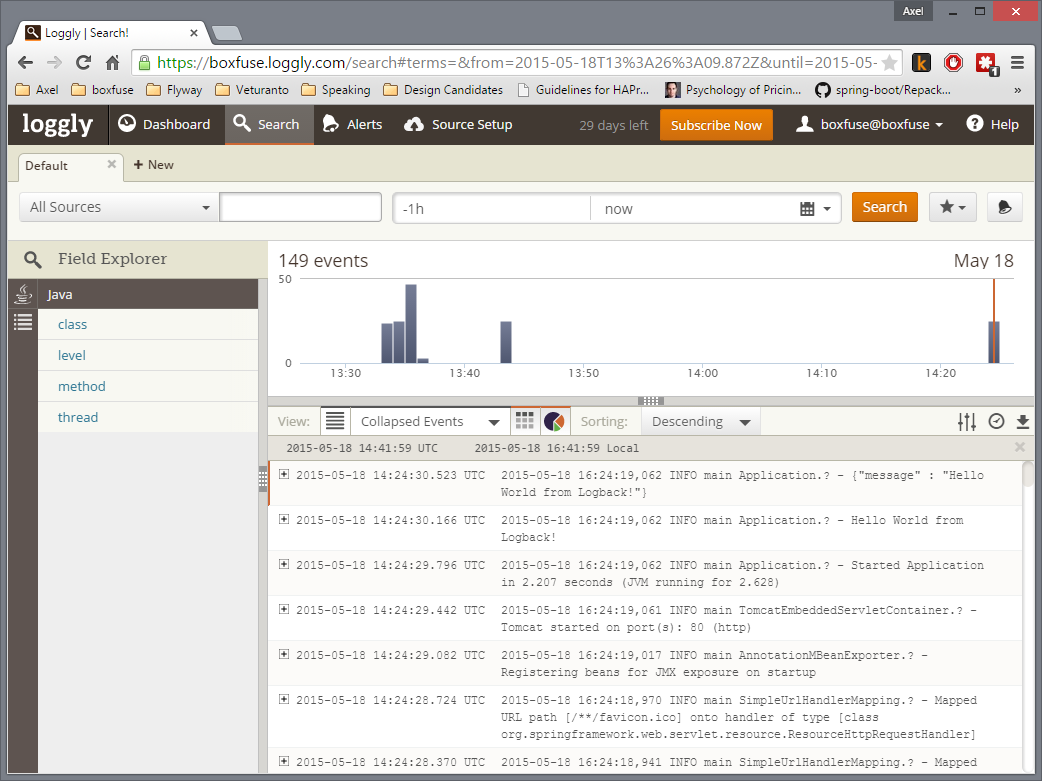 Axel
Loggly | Search!
https://boxfuse.loggly.com/search#terms=&from=2015-05-18T13%3A26%3A09.872Z&until=2015-05-
k
1
Axel boxfuse Flyway Veturanto Speaking Design Candidates Guidelines for HAPr... Psychology of Pricin... spring-boot/Repack... »
loggly Dashboard Search Alerts Source Setup 29 days left Subscribe Now boxfuse@boxfuse Help
Default + New
All Sources -1h now Search
Field Explorer
149 events May 18
50
0
13:30 13:40 13:50 14:00 14:10 14:20
Java
class
level
method
thread
View: Collapsed Events Sorting: Descending
2015-05-18 14:41:59 UTC 2015-05-18 16:41:59 Local
2015-05-18 14:24:30.523 UTC 2015-05-18 16:24:19,062 INFO main Application.? - {"message" : "Hello
World from Logback!"}
2015-05-18 14:24:30.166 UTC 2015-05-18 16:24:19,062 INFO main Application.? - Hello World from
Logback!
2015-05-18 14:24:29.796 UTC 2015-05-18 16:24:19,062 INFO main Application.? - Started Application
in 2.207 seconds (JVM running for 2.628)
2015-05-18 14:24:29.442 UTC 2015-05-18 16:24:19,061 INFO main TomcatEmbeddedServletContainer.? -
Tomcat started on port(s): 80 (http)
2015-05-18 14:24:29.082 UTC 2015-05-18 16:24:19,017 INFO main AnnotationMBeanExporter.? -
Registering beans for JMX exposure on startup
2015-05-18 14:24:28.724 UTC 2015-05-18 16:24:18,970 INFO main SimpleUrlHandlerMapping.? - Mapped
URL path [/**/favicon.ico] onto handler of type [class
org.springframework.web.servlet.resource.ResourceHttpRequestHandler]
2015-05-18 14:24:28.370 UTC 2015-05-18 16:24:18,941 INFO main SimpleUrlHandlerMapping.? - Mapped